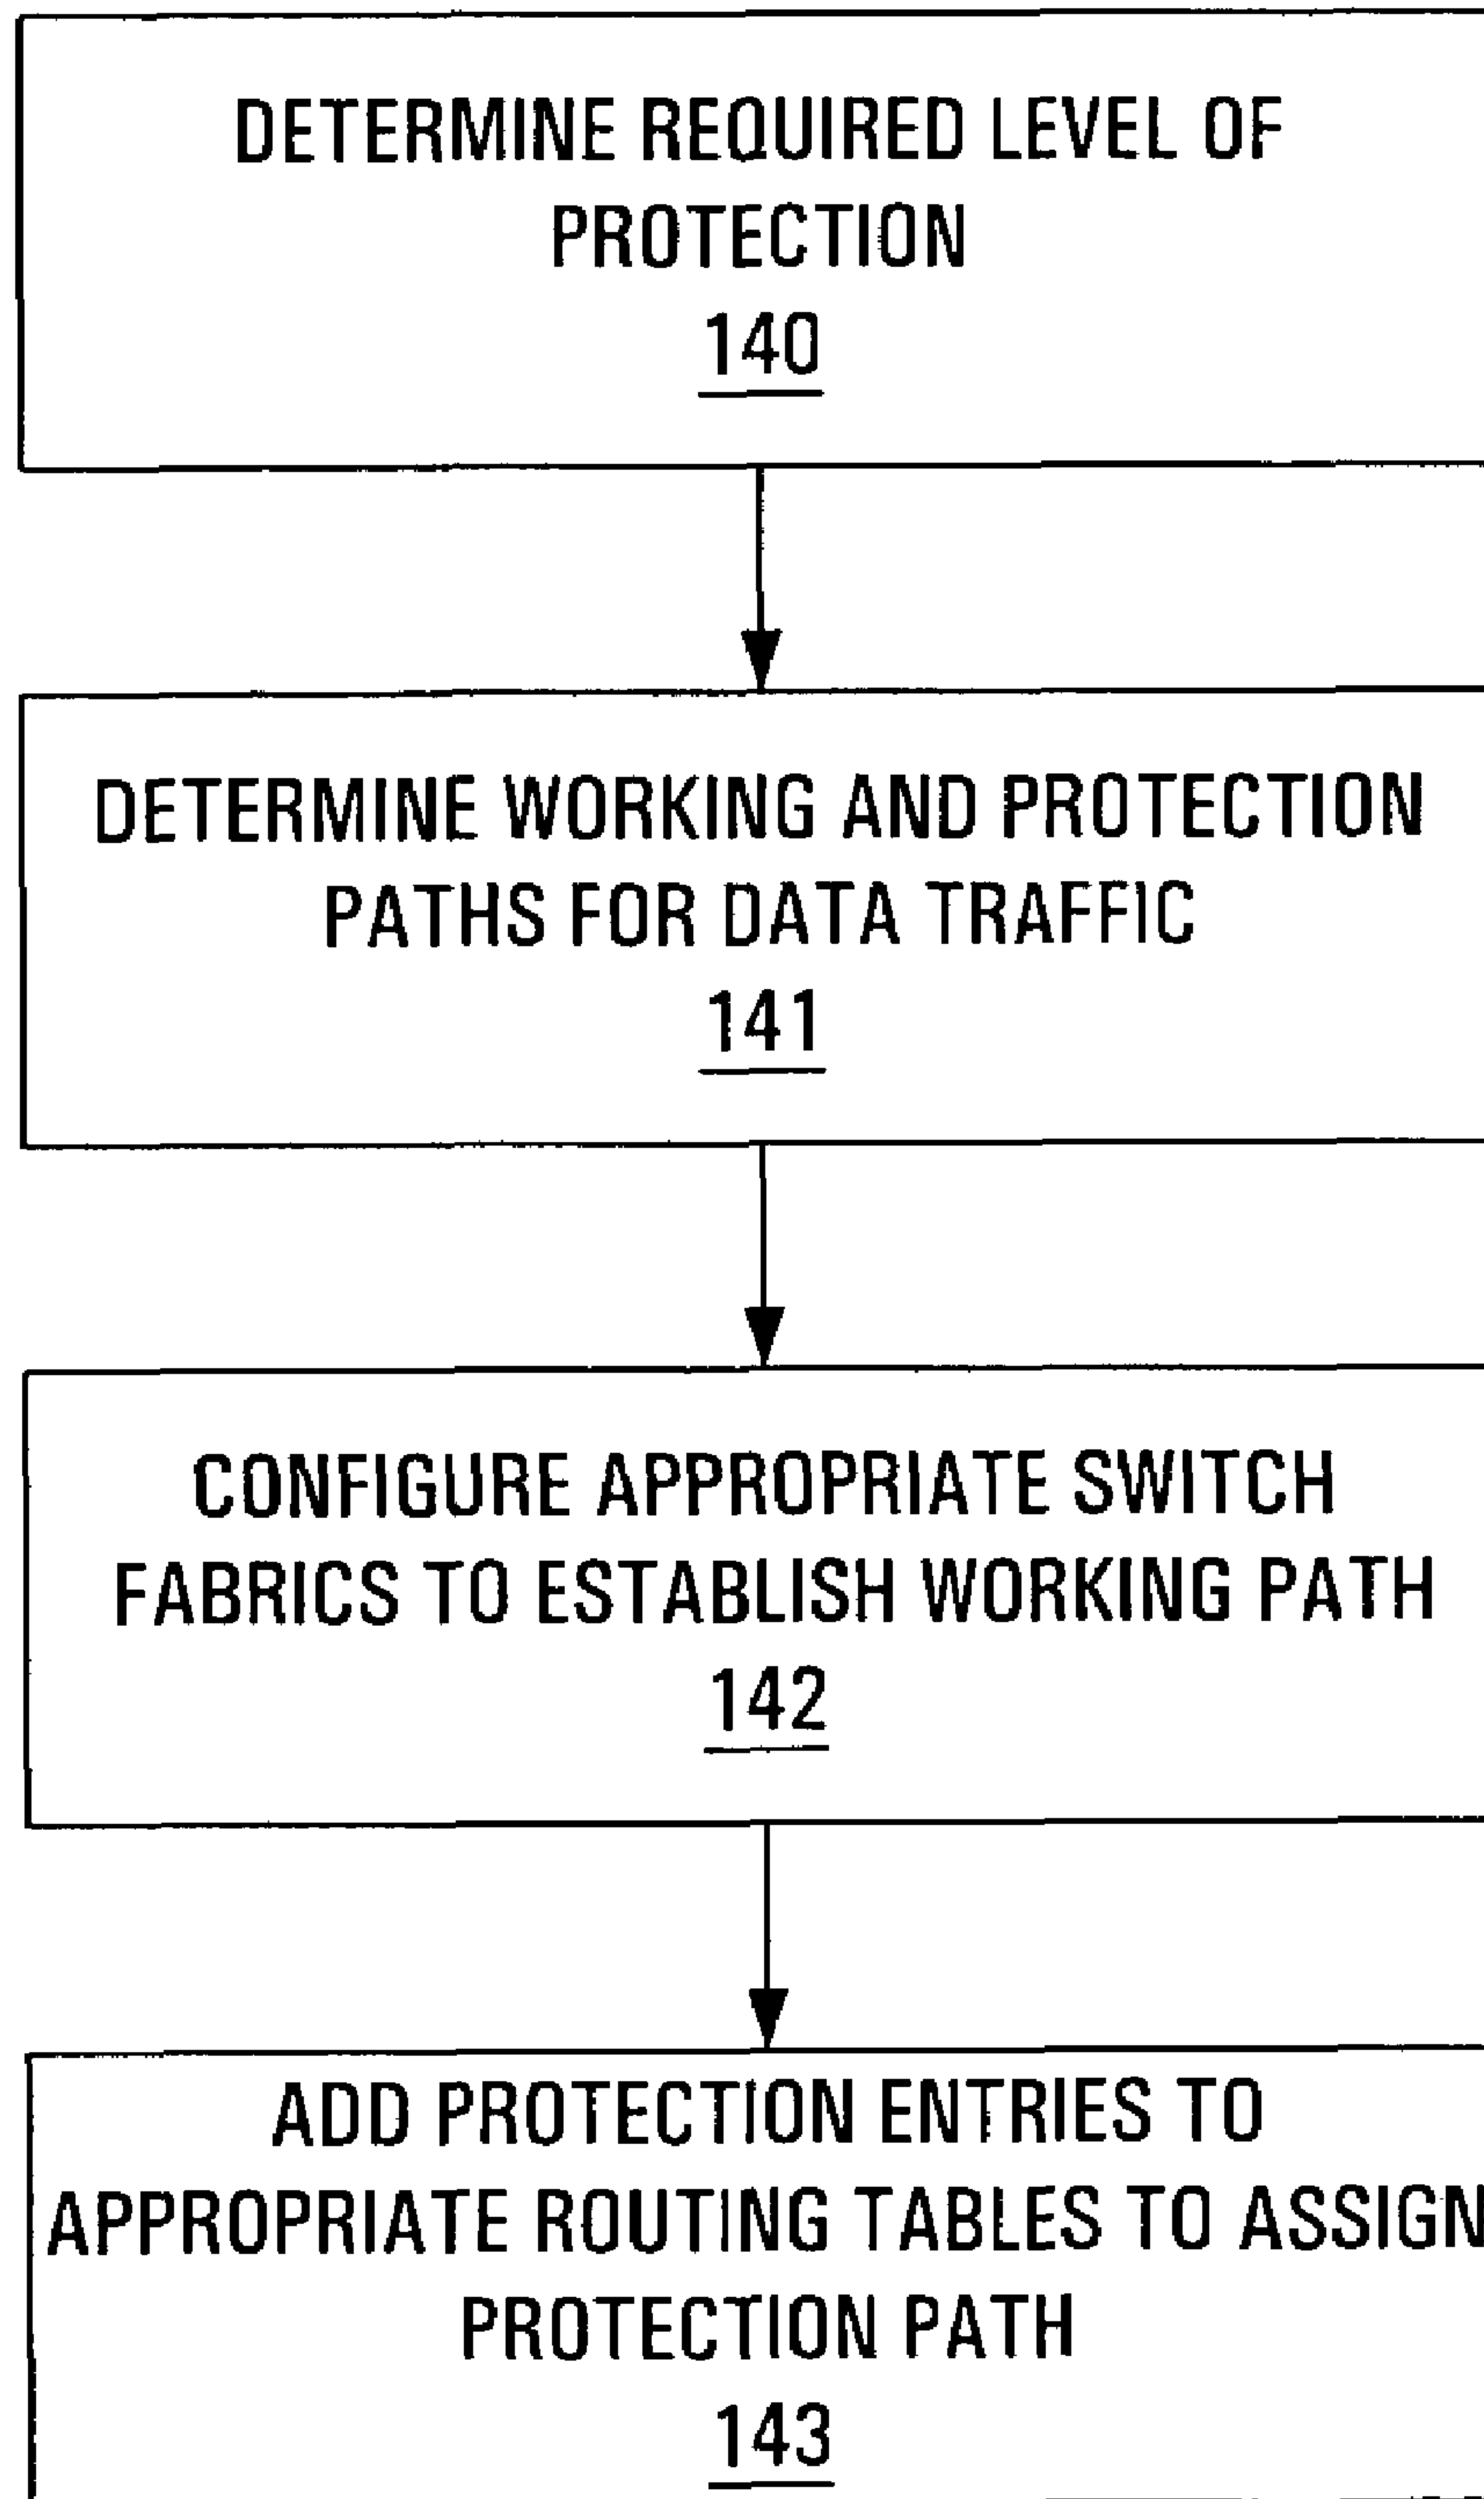 DETERMINE REQUIRED LEVEL OF
PROTECTION
140
DETERMINE WORKING AND PROTECTION
PATHS FOR DATA TRAFFIC
141
CONFIGURE APPROPRIATE SWITCH
FABRICS TO ESTABLISH WORKING PATH
142
ADD PROTECTION ENTRIES TO
APPROPRIATE ROUTING TABLES TO ASSIGN
PROTECTION PATH
143